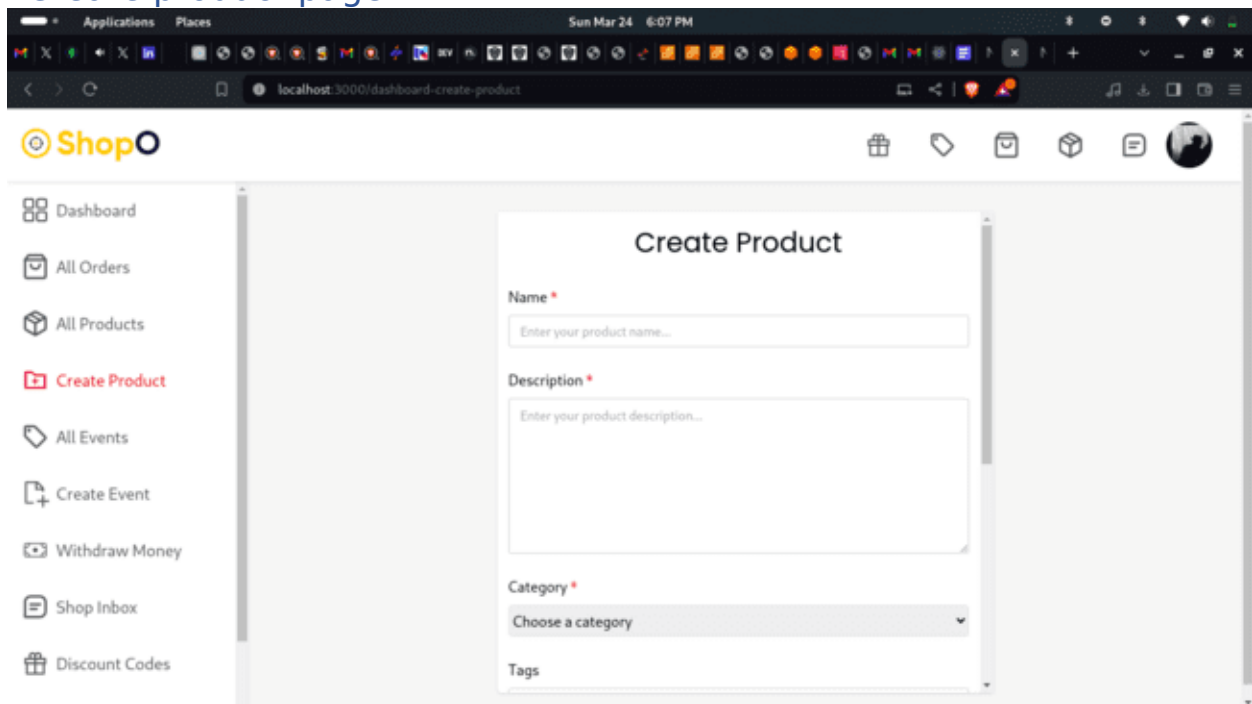 Applications Places Sun Mar 24 6:07 PM
localhost:3000/dashboard-create-product
ShopO
Dashboard
All Orders
All Products
Create Product
All Events
Create Event
Withdraw Money
Shop Inbox
Discount Codes
Create Product
Name *
Enter your product name...
Description *
Enter your product description...
Category *
Choose a category
Tags